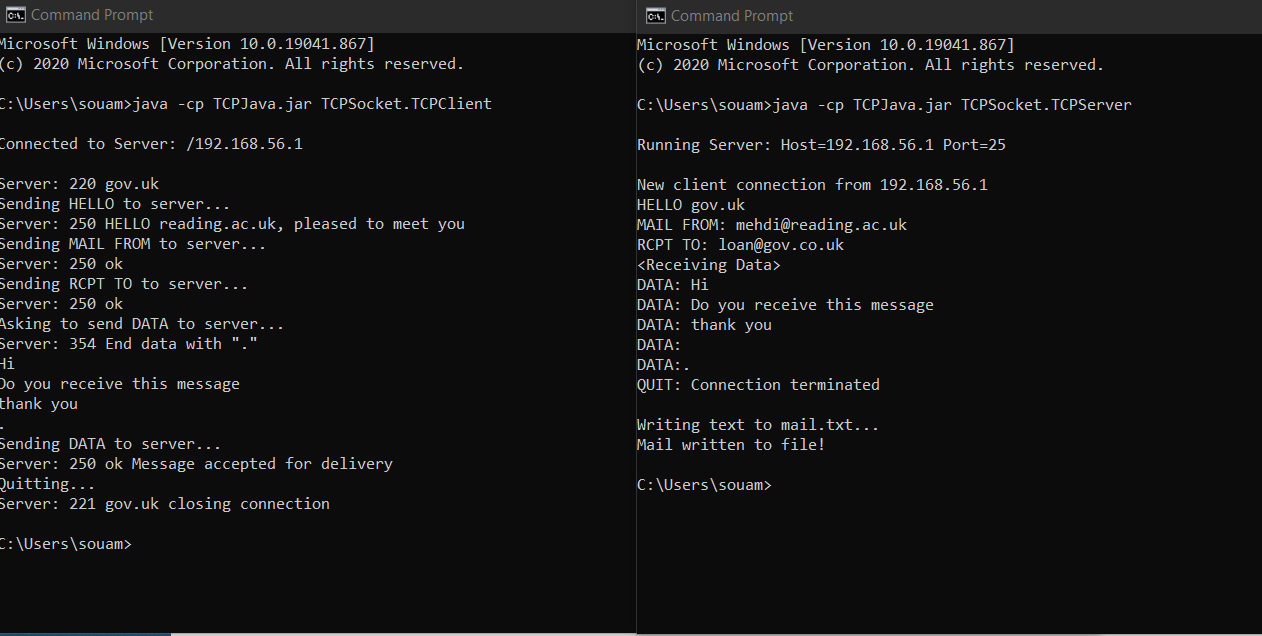 Command Prompt
Microsoft Windows [Version 10.0.19041.867]
(c) 2020 Microsoft Corporation. All rights reserved.
C:\Users\souam>java -cp TCPJava.jar TCPSocket.TCPClient
Connected to Server: /192.168.56.1
Server: 220 gov.uk
Sending HELLO to server...
Server: 250 HELLO reading.ac.uk, pleased to meet you
Sending MAIL FROM to server...
Server: 250 ok
Sending RCPT TO to server...
Server: 250 ok
Asking to send DATA to server...
Server: 354 End data with "."
Hi
Do you receive this message
thank you
.
Sending DATA to server...
Server: 250 ok Message accepted for delivery
Quitting...
Server: 221 gov.uk closing connection
C:\Users\souam>
Command Prompt
Microsoft Windows [Version 10.0.19041.867]
(c) 2020 Microsoft Corporation. All rights reserved.
C:\Users\souam>java -cp TCPJava.jar TCPSocket.TCPServer
Running Server: Host=192.168.56.1 Port=25
New client connection from 192.168.56.1
HELLO gov.uk
MAIL FROM: mehdi@reading.ac.uk
RCPT TO: loan@gov.co.uk
<Receiving Data>
DATA: Hi
DATA: Do you receive this message
DATA: thank you
DATA:
DATA:.
QUIT: Connection terminated
Writing text to mail.txt...
Mail written to file!
C:\Users\souam>